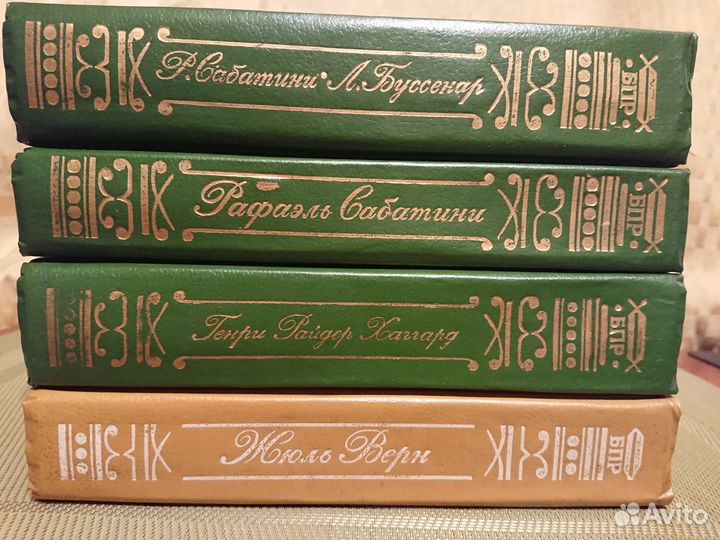 Р. Сабатини · Л. Буссенар
·БПР·
Рафаэль Сабатини
·БПР·
Генри Райдер Хаггард
·БПР·
Жюль Верн
БПР
Avito